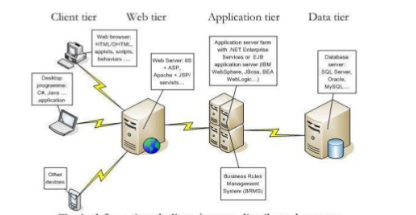 Client tier
Web tier
Application tier
Data tier
Web browser:
HTML/DHTML,
applets, scripts,
behaviors ......
Desktop
programme:
C#, Java ...
application
Other
devices
Web Server: IIS
+ ASP,
Apache + JSP/
servlets...
Application server farm
with .NET Enterprise
Services or EJB
application server (IBM
WebSphere, JBoss, BEA
WebLogic...)
Business Rules
Management
System (BRMS)
Database
server:
SQL Server,
Oracle,
MySQL...